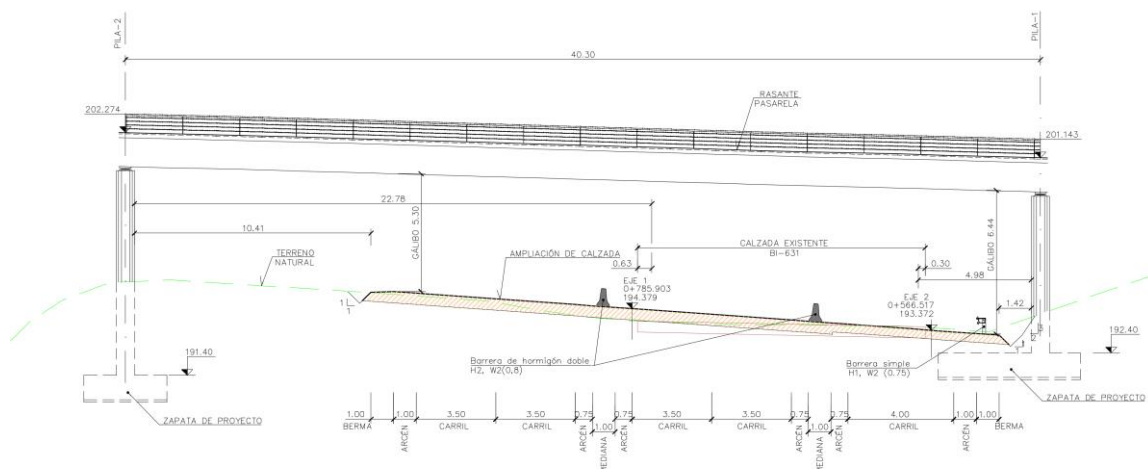 PILA-2
PILA-1
40.30
202.274
RASANTE
PASARELA
201.143
22.78
GÁLIBO 5.30
GÁLIBO 6.44
10.41
CALZADA EXISTENTE
BI-631
TERRENO
NATURAL
AMPLIACIÓN DE CALZADA
0.63
0.30
4.98
EJE 1
0+785.903
194.379
EJE 2
0+566.517
193.372
1.42
1
1
191.40
192.40
Barrera de hormigón doble
H2, W2(0,8)
Barrera simple
H1, W2 (0.75)
ZAPATA DE PROYECTO
ZAPATA DE PROYECTO
1.00 1.00 3.50 3.50 0.75 1.00 0.75 3.50 3.50 0.75 1.00 0.75 4.00 1.00 1.00
BERMA ARCÉN CARRIL CARRIL ARCÉN MEDIANA ARCÉN CARRIL CARRIL ARCÉN MEDIANA ARCÉN CARRIL ARCÉN BERMA